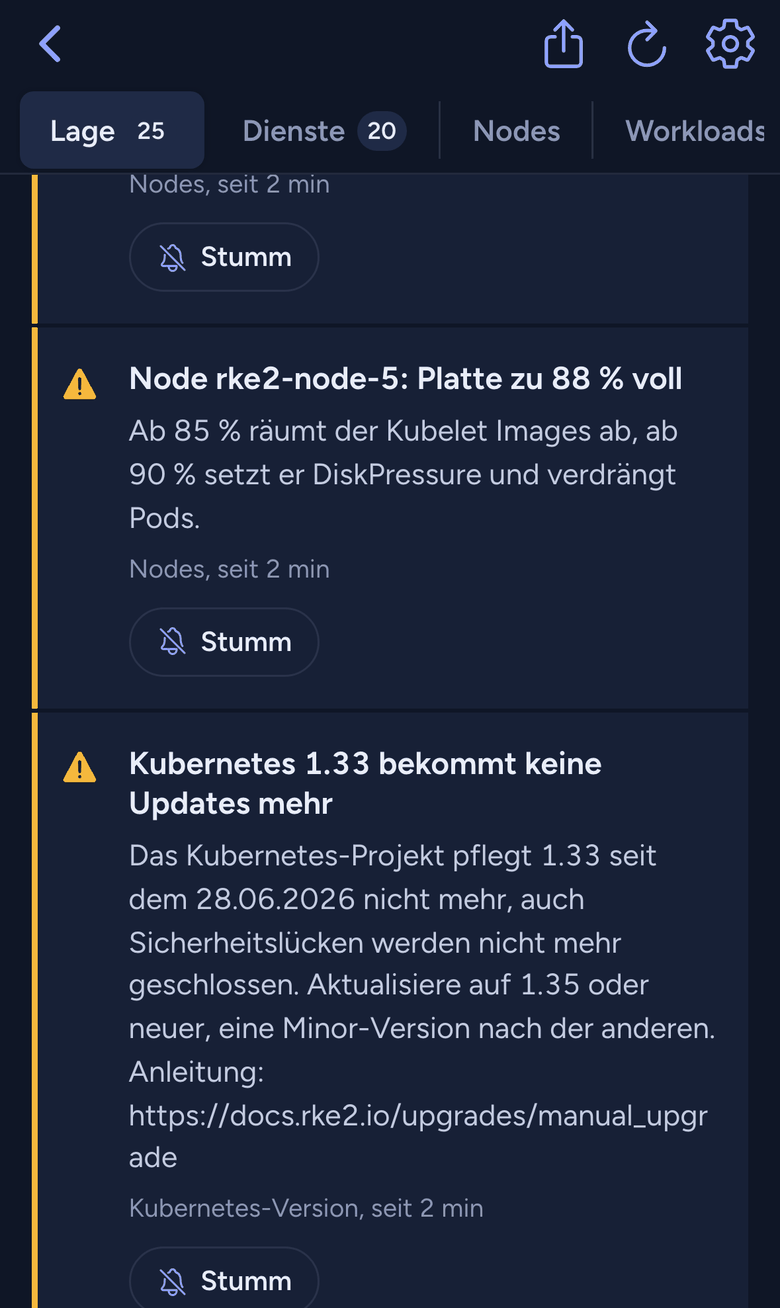 Lage 25 Dienste 20 Nodes Workloads
Nodes, seit 2 min
Stumm
Node rke2-node-5: Platte zu 88 % voll
Ab 85 % räumt der Kubelet Images ab, ab
90 % setzt er DiskPressure und verdrängt
Pods.
Nodes, seit 2 min
Stumm
Kubernetes 1.33 bekommt keine
Updates mehr
Das Kubernetes-Projekt pflegt 1.33 seit
dem 28.06.2026 nicht mehr, auch
Sicherheitslücken werden nicht mehr
geschlossen. Aktualisiere auf 1.35 oder
neuer, eine Minor-Version nach der anderen.
Anleitung:
https://docs.rke2.io/upgrades/manual_upgr
ade
Kubernetes-Version, seit 2 min
Stumm